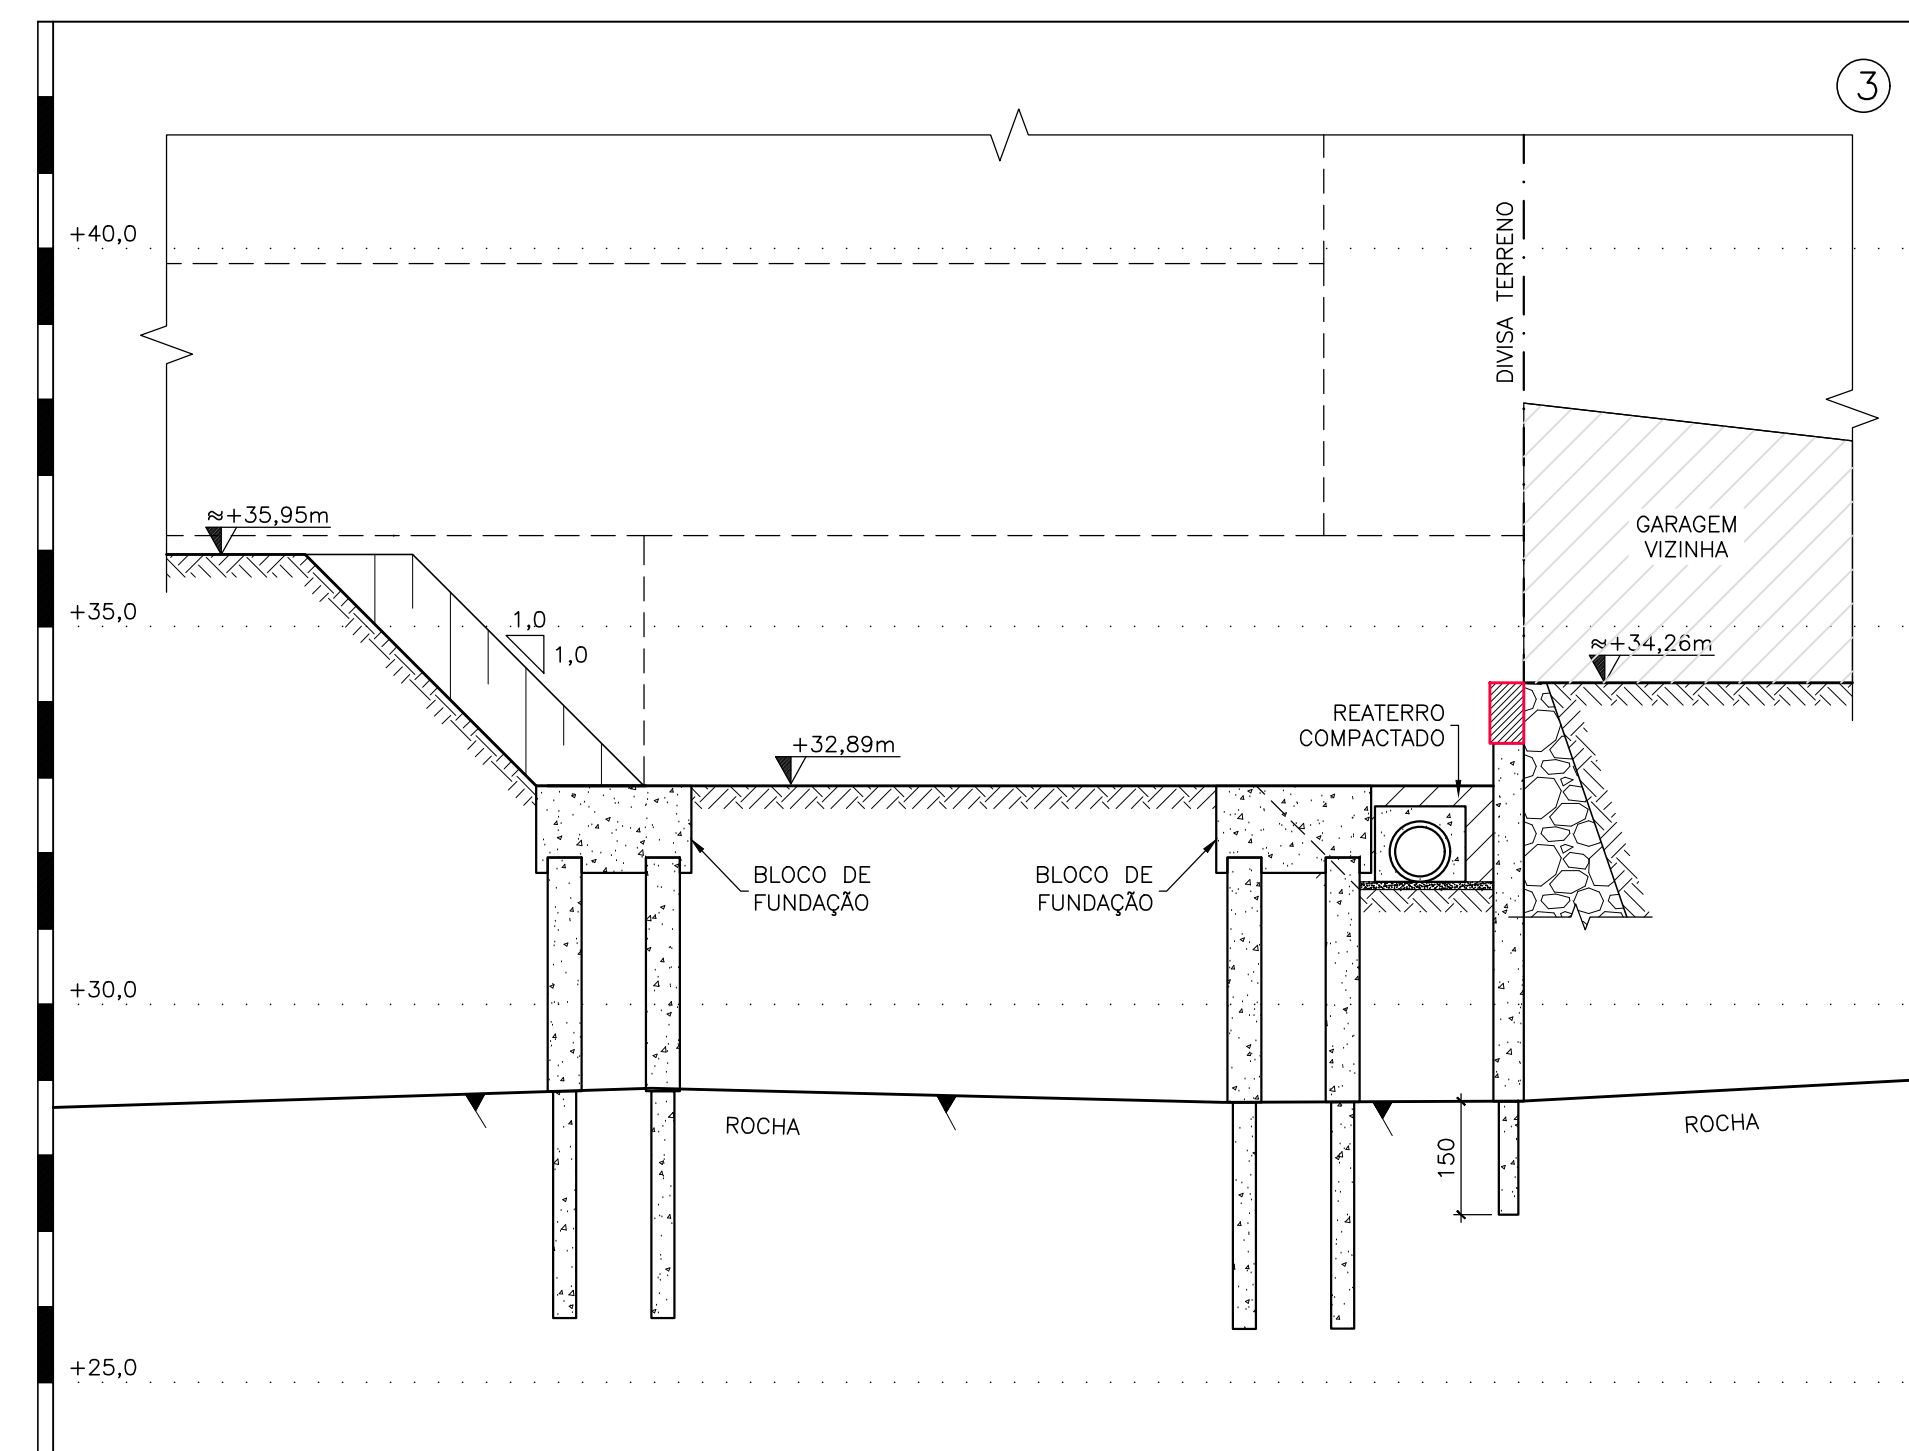 3
+40,0
DIVISA TERRENO
≈+35,95m
GARAGEM
VIZINHA
+35,0
1,0
1,0
≈+34,26m
REATERRO
COMPACTADO
+32,89m
BLOCO DE
FUNDAÇÃO
BLOCO DE
FUNDAÇÃO
+30,0
ROCHA
ROCHA
150
+25,0